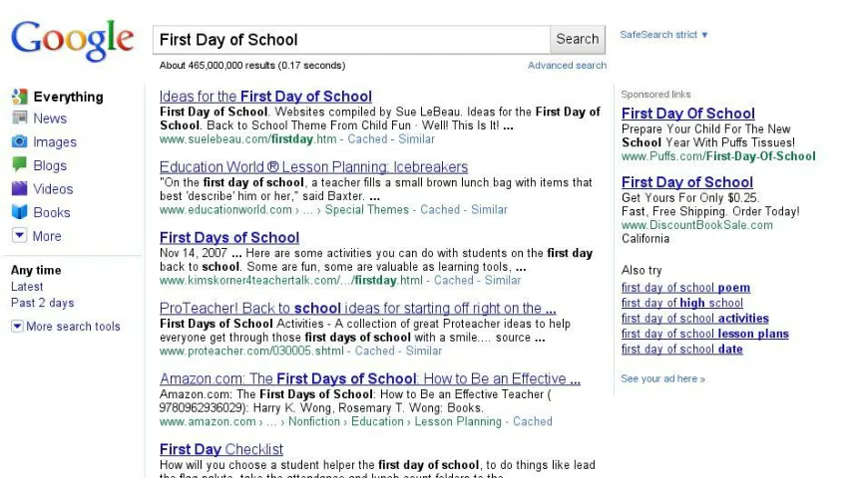 Google
First Day of School
Search
SafeSearch strict ▼
About 465,000,000 results (0.17 seconds)
Advanced search
Everything
News
Images
Blogs
Videos
Books
More
Any time
Latest
Past 2 days
More search tools
Ideas for the First Day of School
First Day of School. Websites compiled by Sue LeBeau. Ideas for the First Day of
School. Back to School Theme From Child Fun · Well! This Is It! ...
www.suelebeau.com/firstday.htm - Cached - Similar
Education World ® Lesson Planning: Icebreakers
"On the first day of school, a teacher fills a small brown lunch bag with items that
best 'describe' him or her," said Baxter. ...
www.educationworld.com › ... › Special Themes - Cached - Similar
First Days of School
Nov 14, 2007 ... Here are some activities you can do with students on the first day
back to school. Some are fun, some are valuable as learning tools, ...
www.kimskorner4teachertalk.com/.../firstday.html - Cached - Similar
ProTeacher! Back to school ideas for starting off right on the ...
First Days of School Activities - A collection of great Proteacher ideas to help
everyone get through those first days of school with a smile.... source ...
www.proteacher.com/030005.shtml - Cached - Similar
Amazon.com: The First Days of School: How to Be an Effective ...
Amazon.com: The First Days of School: How to Be an Effective Teacher (
9780962936029): Harry K. Wong, Rosemary T. Wong: Books.
www.amazon.com › ... › Nonfiction › Education › Lesson Planning - Cached
First Day Checklist
How will you choose a student helper the first day of school, to do things like lead
the flag salute, take the attendance and lunch count folders to the
Sponsored links
First Day Of School
Prepare Your Child For The New
School Year With Puffs Tissues!
www.Puffs.com/First-Day-Of-School
First Day of School
Get Yours For Only $0.25.
Fast, Free Shipping. Order Today!
www.DiscountBookSale.com
California
Also try
first day of school poem
first day of high school
first day of school activities
first day of school lesson plans
first day of school date
See your ad here »